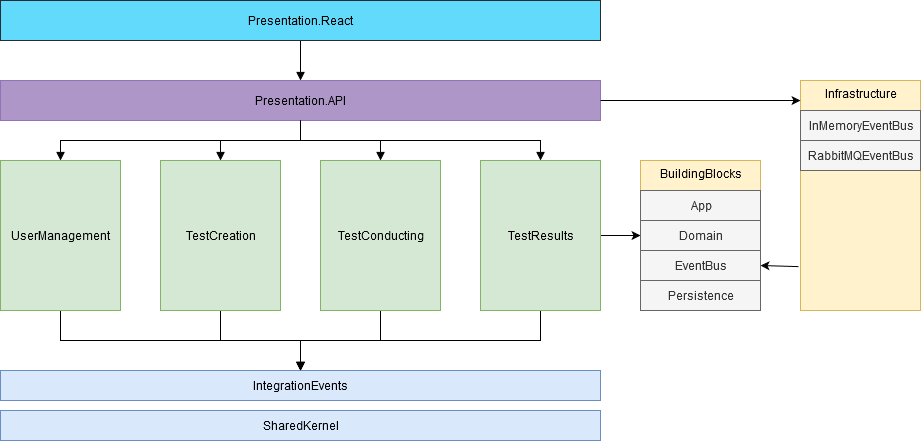 Presentation.React
Presentation.API
Infrastructure
InMemoryEventBus
RabbitMQEventBus
UserManagement
TestCreation
TestConducting
TestResults
BuildingBlocks
App
Domain
EventBus
Persistence
IntegrationEvents
SharedKernel